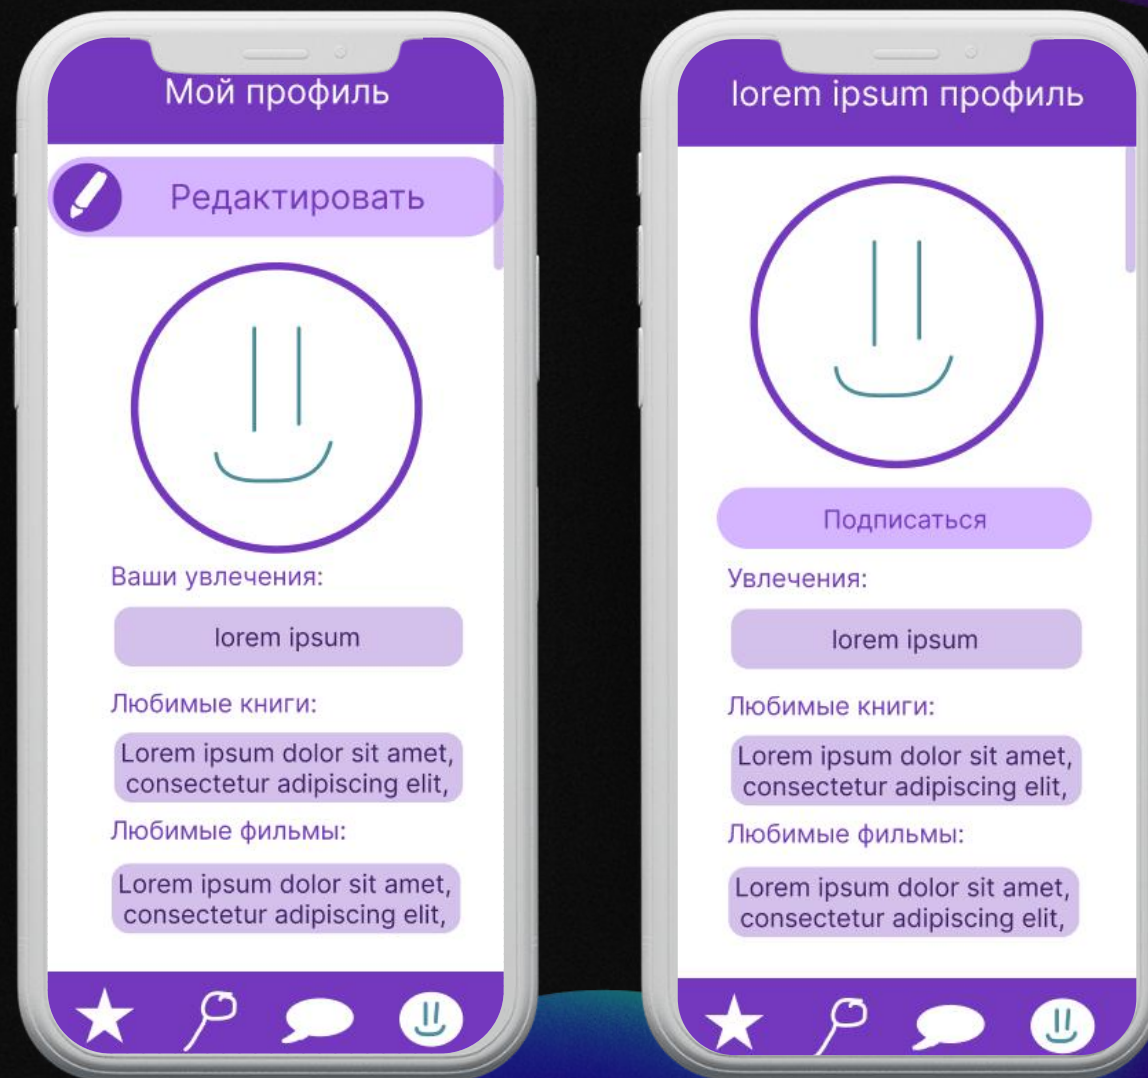 Мой профиль
Редактировать
Ваши увлечения:
lorem ipsum
Любимые книги:
Lorem ipsum dolor sit amet,
consectetur adipiscing elit,
Любимые фильмы:
Lorem ipsum dolor sit amet,
consectetur adipiscing elit,
lorem ipsum профиль
Подписаться
Увлечения:
lorem ipsum
Любимые книги:
Lorem ipsum dolor sit amet,
consectetur adipiscing elit,
Любимые фильмы:
Lorem ipsum dolor sit amet,
consectetur adipiscing elit,